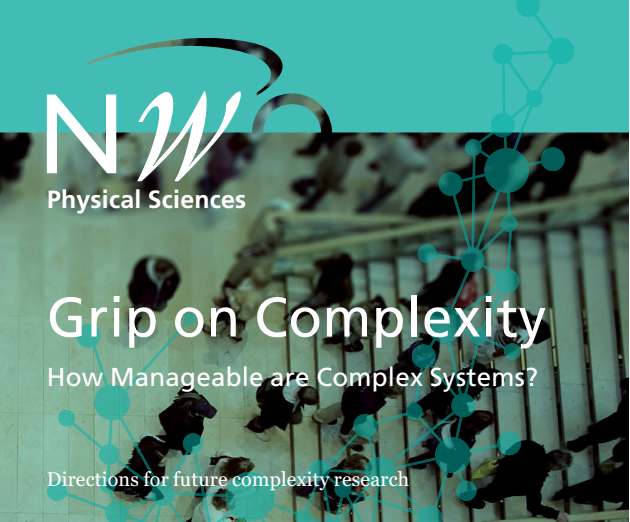 NWO
Physical Sciences
Grip on Complexity
How Manageable are Complex Systems?
Directions for future complexity research